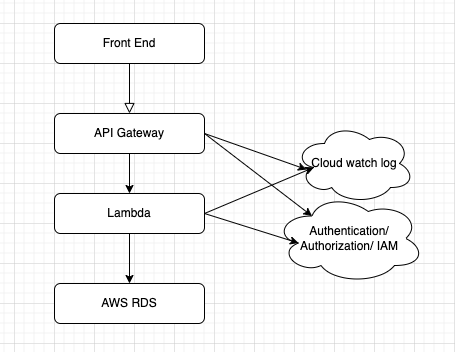 Front End
API Gateway
Cloud watch log
Lambda
Authentication/
Authorization/ IAM
AWS RDS